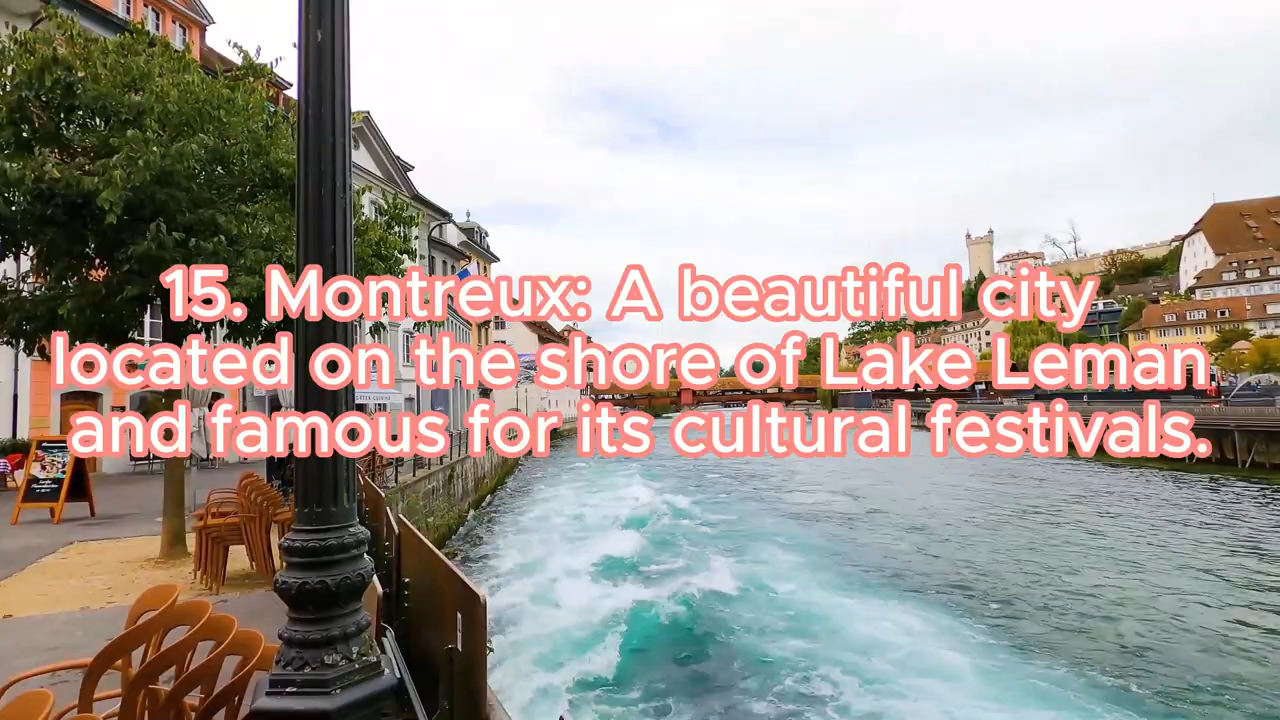 15. Montreux: A beautiful city
located on the shore of Lake Leman
and famous for its cultural festivals.